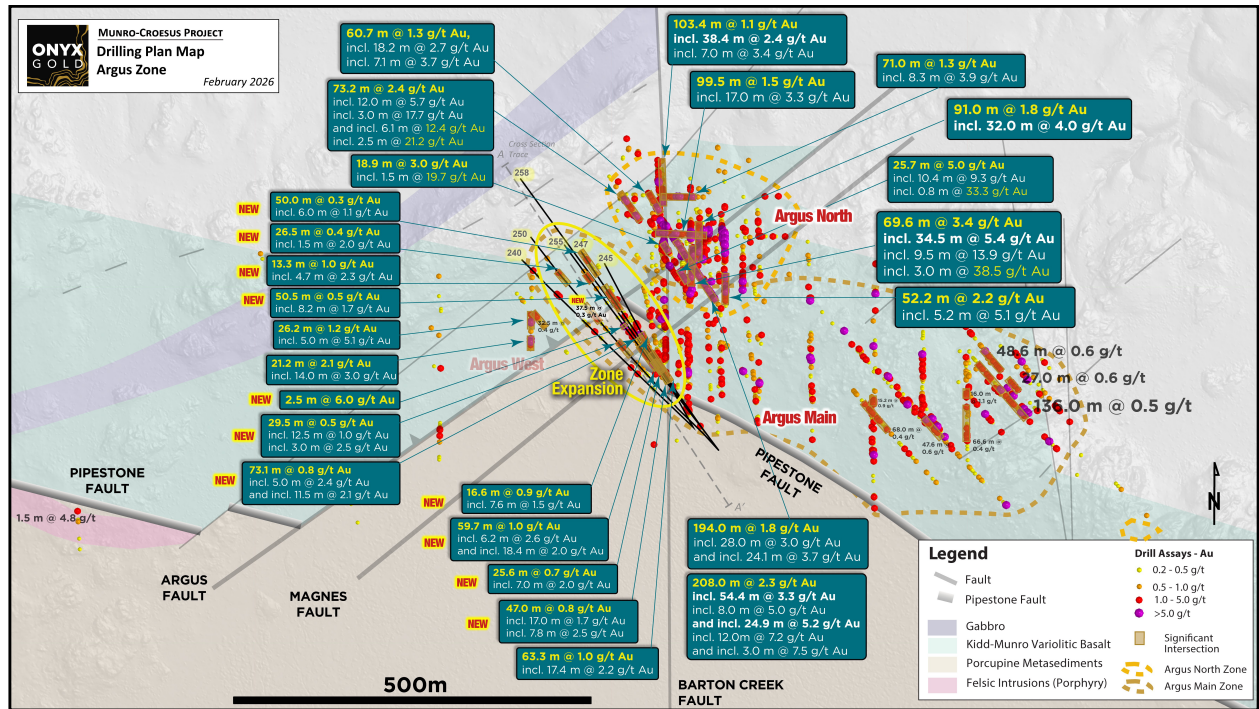 ONYX
GOLD
MUNRO-CROESUS PROJECT
Drilling Plan Map
Argus Zone
February 2026
60.7 m @ 1.3 g/t Au,
incl. 18.2 m @ 2.7 g/t Au
incl. 7.1 m @ 3.7 g/t Au
73.2 m @ 2.4 g/t Au
incl. 12.0 m @ 5.7 g/t Au
incl. 3.0 m @ 17.7 g/t Au
and incl. 6.1 m @ 12.4 g/t Au
incl. 2.5 m @ 21.2 g/t Au
18.9 m @ 3.0 g/t Au
incl. 1.5 m @ 19.7 g/t Au
NEW
50.0 m @ 0.3 g/t Au
incl. 6.0 m @ 1.1 g/t Au
NEW
26.5 m @ 0.4 g/t Au
incl. 1.5 m @ 2.0 g/t Au
NEW
13.3 m @ 1.0 g/t Au
incl. 4.7 m @ 2.3 g/t Au
NEW
50.5 m @ 0.5 g/t Au
incl. 8.2 m @ 1.7 g/t Au
26.2 m @ 1.2 g/t Au
incl. 5.0 m @ 5.1 g/t Au
21.2 m @ 2.1 g/t Au
incl. 14.0 m @ 3.0 g/t Au
NEW
2.5 m @ 6.0 g/t Au
NEW
29.5 m @ 0.5 g/t Au
incl. 12.5 m @ 1.0 g/t Au
incl. 3.0 m @ 2.5 g/t Au
NEW
73.1 m @ 0.8 g/t Au
incl. 5.0 m @ 2.4 g/t Au
and incl. 11.5 m @ 2.1 g/t Au
103.4 m @ 1.1 g/t Au
incl. 38.4 m @ 2.4 g/t Au
incl. 7.0 m @ 3.4 g/t Au
99.5 m @ 1.5 g/t Au
incl. 17.0 m @ 3.3 g/t Au
71.0 m @ 1.3 g/t Au
incl. 8.3 m @ 3.9 g/t Au
91.0 m @ 1.8 g/t Au
incl. 32.0 m @ 4.0 g/t Au
25.7 m @ 5.0 g/t Au
incl. 10.4 m @ 9.3 g/t Au
incl. 0.8 m @ 33.3 g/t Au
69.6 m @ 3.4 g/t Au
incl. 34.5 m @ 5.4 g/t Au
incl. 9.5 m @ 13.9 g/t Au
incl. 3.0 m @ 38.5 g/t Au
52.2 m @ 2.2 g/t Au
incl. 5.2 m @ 5.1 g/t Au
Cross Section
Trace
A
258
250
255
247
240
245
NEW
37.5 m @
0.3 g/t Au
32.5 m @
0.4 g/t
Argus North
Argus West
Zone
Expansion
Argus Main
48.6 m @ 0.6 g/t
27.0 m @ 0.6 g/t
136.0 m @ 0.5 g/t
68.0 m @
0.4 g/t
47.6 m
0.6 g/t
66.6 m @
0.4 g/t
PIPESTONE
FAULT
PIPESTONE
FAULT
1.5 m @ 4.8 g/t
ARGUS
FAULT
MAGNES
FAULT
A'
NEW
16.6 m @ 0.9 g/t Au
incl. 7.6 m @ 1.5 g/t Au
NEW
59.7 m @ 1.0 g/t Au
incl. 6.2 m @ 2.6 g/t Au
and incl. 18.4 m @ 2.0 g/t Au
NEW
25.6 m @ 0.7 g/t Au
incl. 7.0 m @ 2.0 g/t Au
NEW
47.0 m @ 0.8 g/t Au
incl. 17.0 m @ 1.7 g/t Au
incl. 7.8 m @ 2.5 g/t Au
63.3 m @ 1.0 g/t Au
incl. 17.4 m @ 2.2 g/t Au
194.0 m @ 1.8 g/t Au
incl. 28.0 m @ 3.0 g/t Au
and incl. 24.1 m @ 3.7 g/t Au
208.0 m @ 2.3 g/t Au
incl. 54.4 m @ 3.3 g/t Au
incl. 8.0 m @ 5.0 g/t Au
and incl. 24.9 m @ 5.2 g/t Au
incl. 12.0m @ 7.2 g/t Au
and incl. 3.0 m @ 7.5 g/t Au
BARTON CREEK
FAULT
500m
N
Legend
Fault
Pipestone Fault
Gabbro
Kidd-Munro Variolitic Basalt
Porcupine Metasediments
Felsic Intrusions (Porphyry)
Drill Assays - Au
0.2 - 0.5 g/t
0.5 - 1.0 g/t
1.0 - 5.0 g/t
>5.0 g/t
Significant
Intersection
Argus North Zone
Argus Main Zone